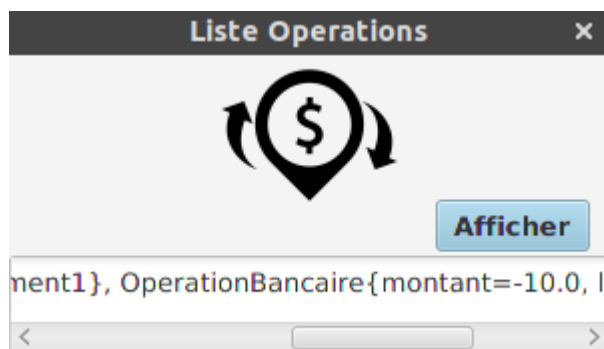 Liste Operations
$
Afficher
ment1}, OperationBancaire{montant=-10.0, l